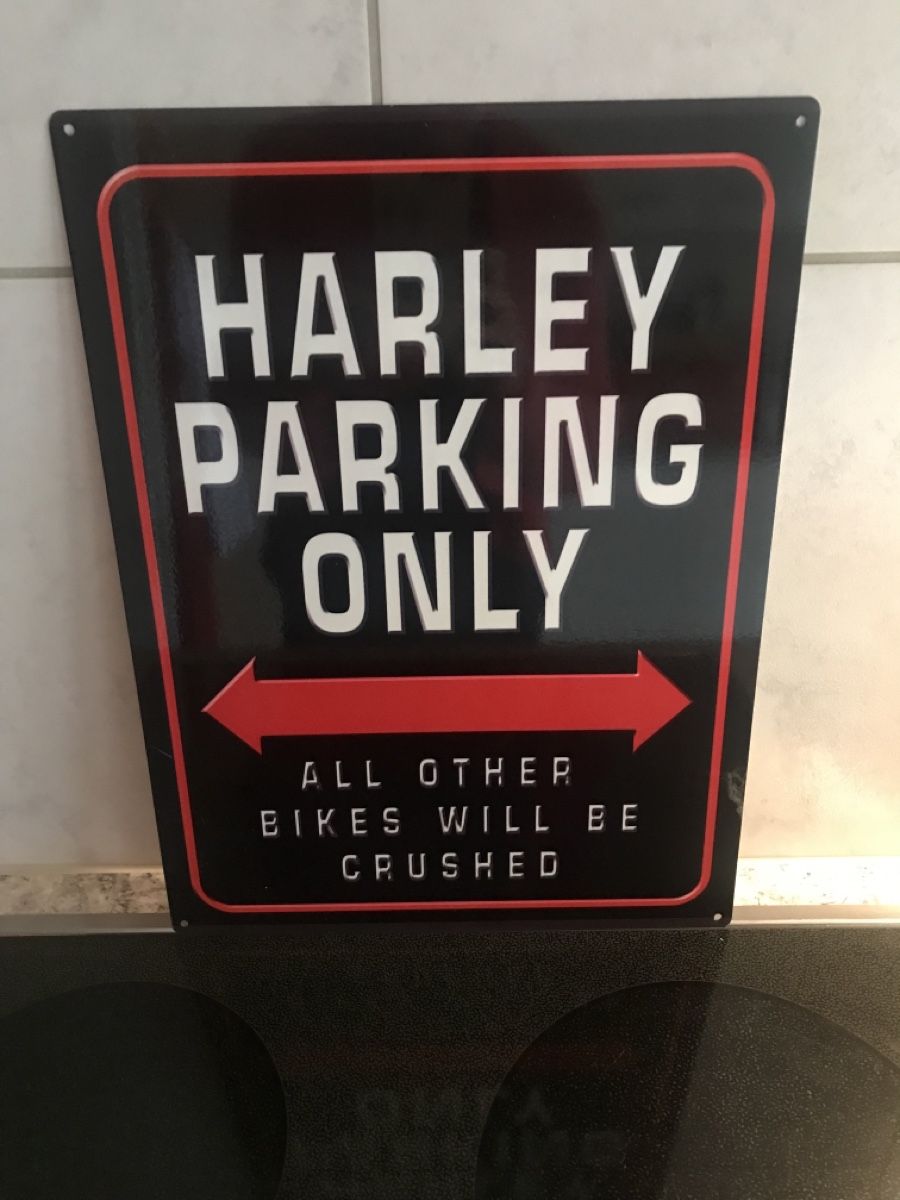 HARLEY
PARKING
ONLY
ALL OTHER
BIKES WILL BE
CRUSHED